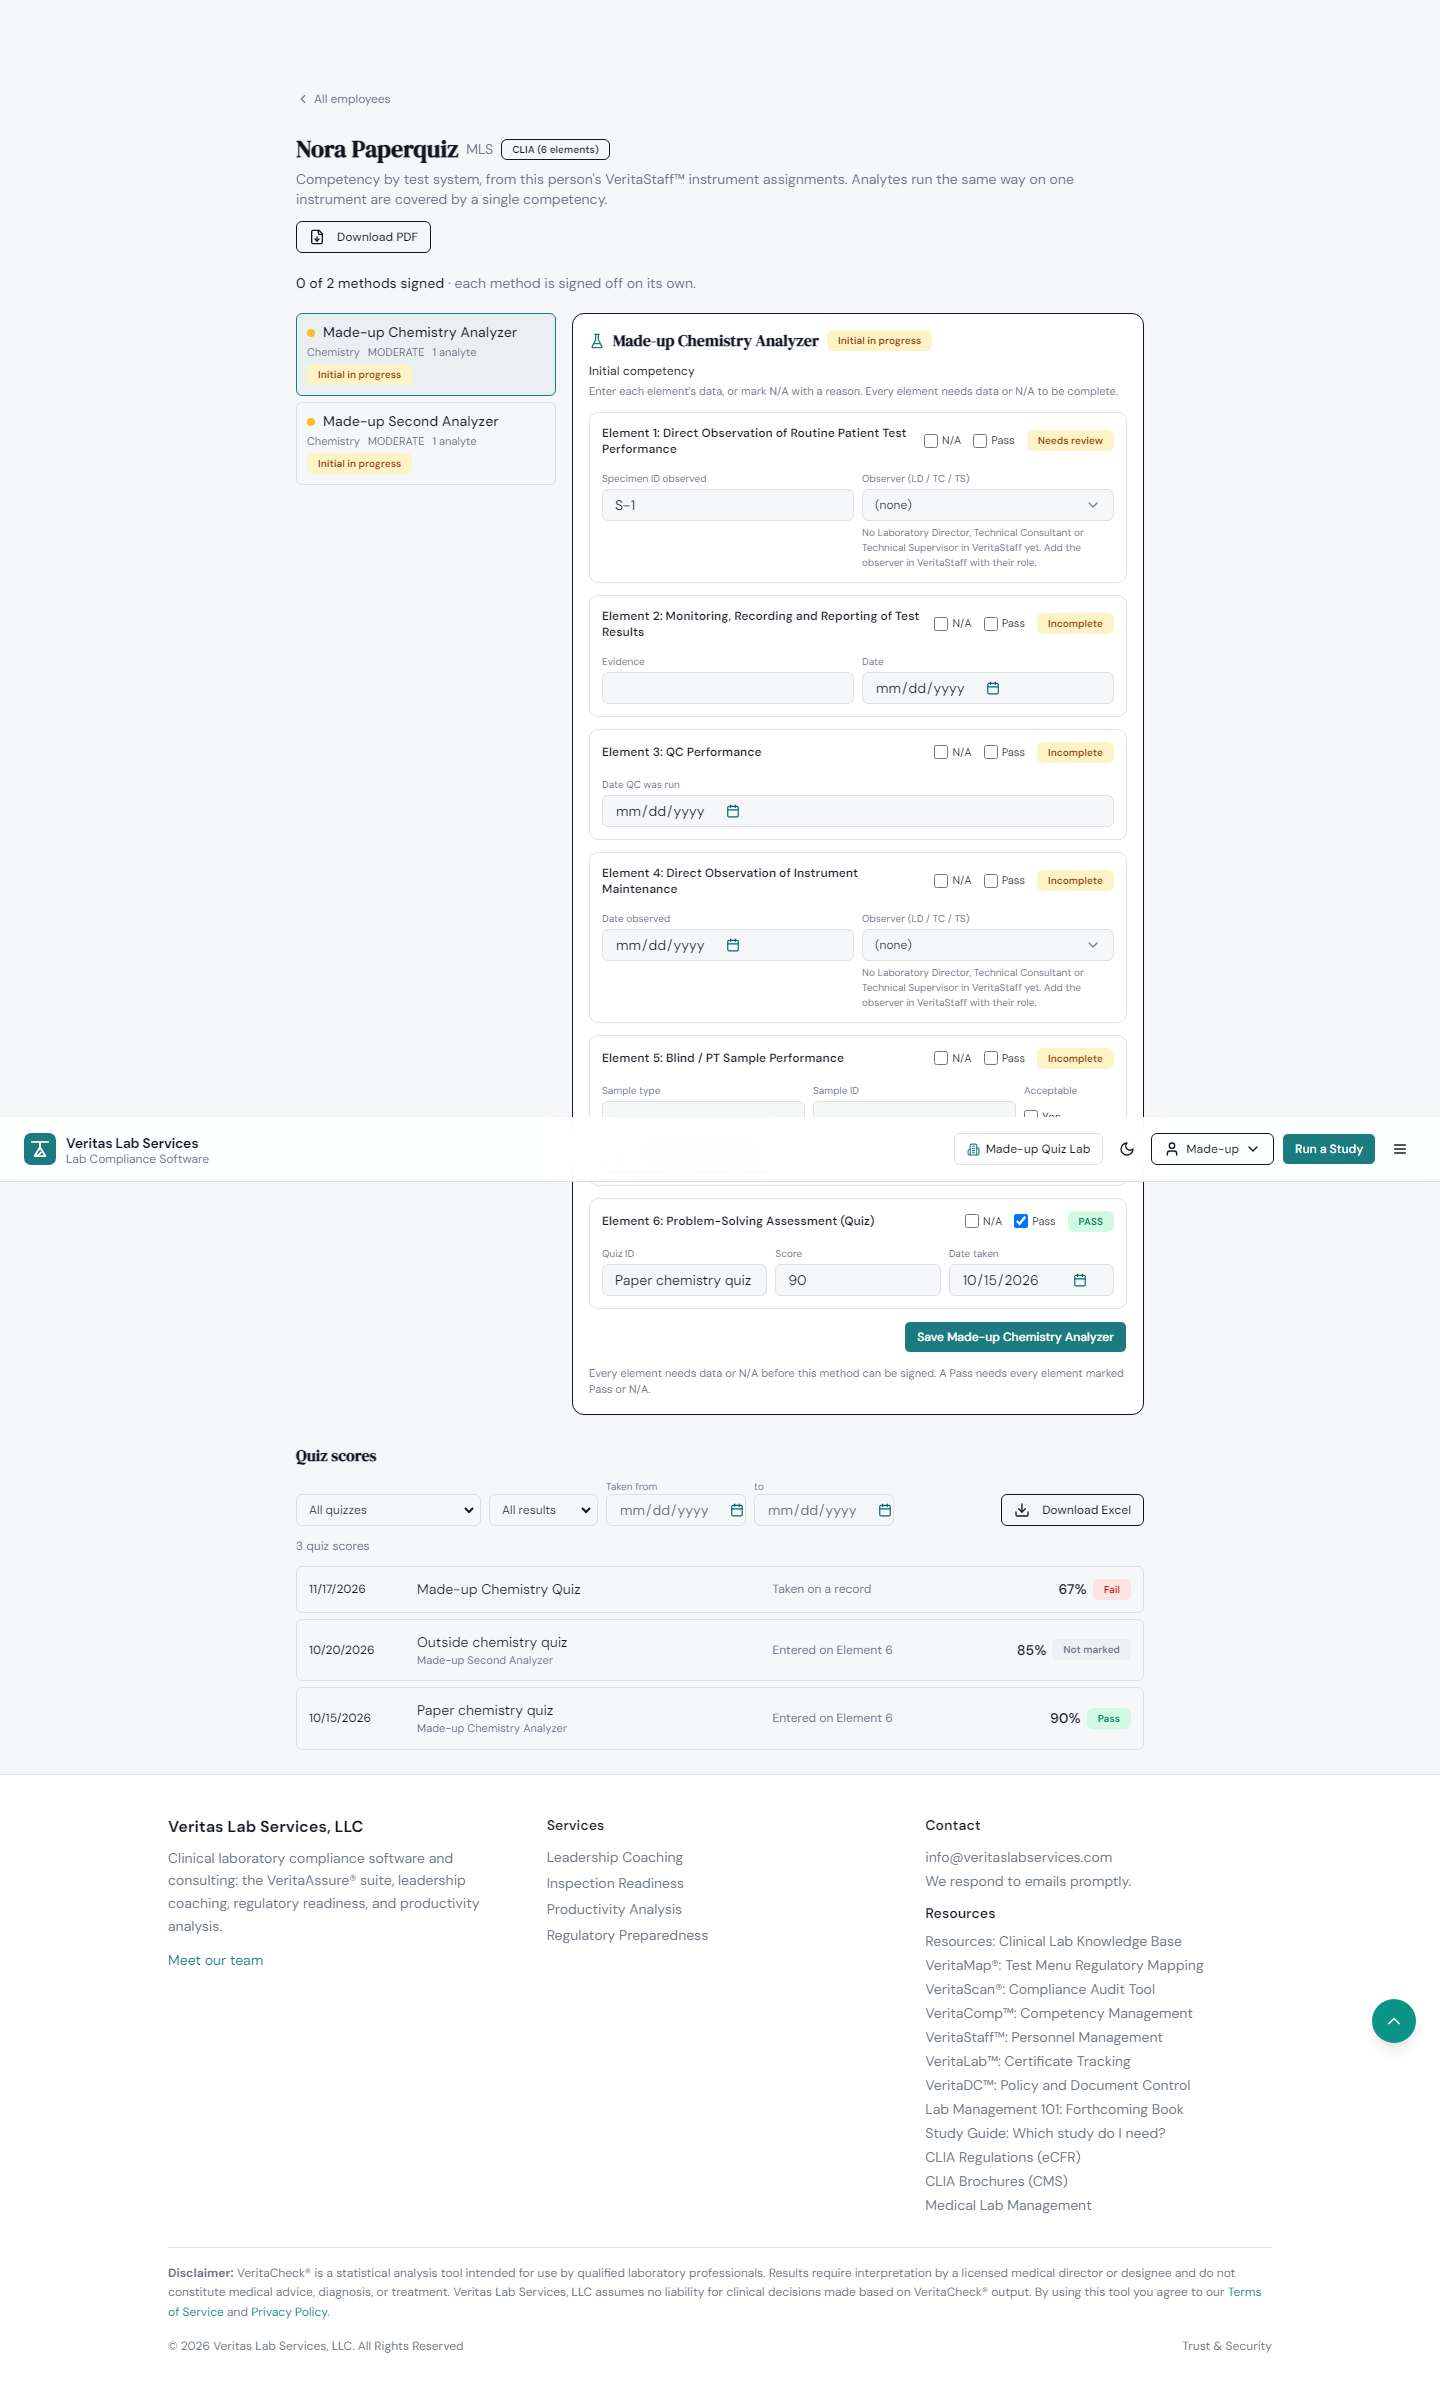 All employees
Nora Paperquiz MLS CLIA (6 elements)
Competency by test system, from this person's VeritaStaff™ instrument assignments. Analytes run the same way on one
instrument are covered by a single competency.
Download PDF
0 of 2 methods signed · each method is signed off on its own.
Made-up Chemistry Analyzer
Chemistry MODERATE 1 analyte
Initial in progress
Made-up Second Analyzer
Chemistry MODERATE 1 analyte
Initial in progress
Made-up Chemistry Analyzer Initial in progress
Initial competency
Enter each element's data, or mark N/A with a reason. Every element needs data or N/A to be complete.
Element 1: Direct Observation of Routine Patient Test
Performance
N/A Pass Needs review
Specimen ID observed
S-1
Observer (LD / TC / TS)
(none)
No Laboratory Director, Technical Consultant or
Technical Supervisor in VeritaStaff yet. Add the
observer in VeritaStaff with their role.
Element 2: Monitoring, Recording and Reporting of Test
Results
N/A Pass Incomplete
Evidence
Date
mm/dd/yyyy
Element 3: QC Performance
N/A Pass Incomplete
Date QC was run
mm/dd/yyyy
Element 4: Direct Observation of Instrument
Maintenance
N/A Pass Incomplete
Date observed
mm/dd/yyyy
Observer (LD / TC / TS)
(none)
No Laboratory Director, Technical Consultant or
Technical Supervisor in VeritaStaff yet. Add the
observer in VeritaStaff with their role.
Element 5: Blind / PT Sample Performance
N/A Pass Incomplete
Sample type
Sample ID
Acceptable
Yes
Veritas Lab Services
Lab Compliance Software
Made-up Quiz Lab
Made-up
Run a Study
Element 6: Problem-Solving Assessment (Quiz)
N/A Pass PASS
Quiz ID
Paper chemistry quiz
Score
90
Date taken
10/15/2026
Save Made-up Chemistry Analyzer
Every element needs data or N/A before this method can be signed. A Pass needs every element marked
Pass or N/A.
Quiz scores
All quizzes
All results
Taken from
mm/dd/yyyy
to
mm/dd/yyyy
Download Excel
3 quiz scores
11/17/2026 Made-up Chemistry Quiz Taken on a record 67% Fail
10/20/2026 Outside chemistry quiz Entered on Element 6 85% Not marked
Made-up Second Analyzer
10/15/2026 Paper chemistry quiz Entered on Element 6 90% Pass
Made-up Chemistry Analyzer
Veritas Lab Services, LLC
Clinical laboratory compliance software and
consulting: the VeritaAssure® suite, leadership
coaching, regulatory readiness, and productivity
analysis.
Meet our team
Services
Leadership Coaching
Inspection Readiness
Productivity Analysis
Regulatory Preparedness
Contact
info@veritaslabservices.com
We respond to emails promptly.
Resources
Resources: Clinical Lab Knowledge Base
VeritaMap®: Test Menu Regulatory Mapping
VeritaScan®: Compliance Audit Tool
VeritaComp™: Competency Management
VeritaStaff™: Personnel Management
VeritaLab™: Certificate Tracking
VeritaDC™: Policy and Document Control
Lab Management 101: Forthcoming Book
Study Guide: Which study do I need?
CLIA Regulations (eCFR)
CLIA Brochures (CMS)
Medical Lab Management
Disclaimer: VeritaCheck® is a statistical analysis tool intended for use by qualified laboratory professionals. Results require interpretation by a licensed medical director or designee and do not
constitute medical advice, diagnosis, or treatment. Veritas Lab Services, LLC assumes no liability for clinical decisions made based on VeritaCheck® output. By using this tool you agree to our Terms
of Service and Privacy Policy.
© 2026 Veritas Lab Services, LLC. All Rights Reserved
Trust & Security